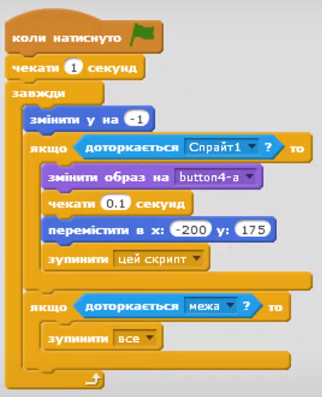 коли натиснуто
чекати 1 секунд
завжди
змінити y на -1
якщо доторкається Спрайт1 ? то
змінити образ на button4-a
чекати 0.1 секунд
перемістити в x: -200 y: 175
зупинити цей скрипт
якщо доторкається межа ? то
зупинити все